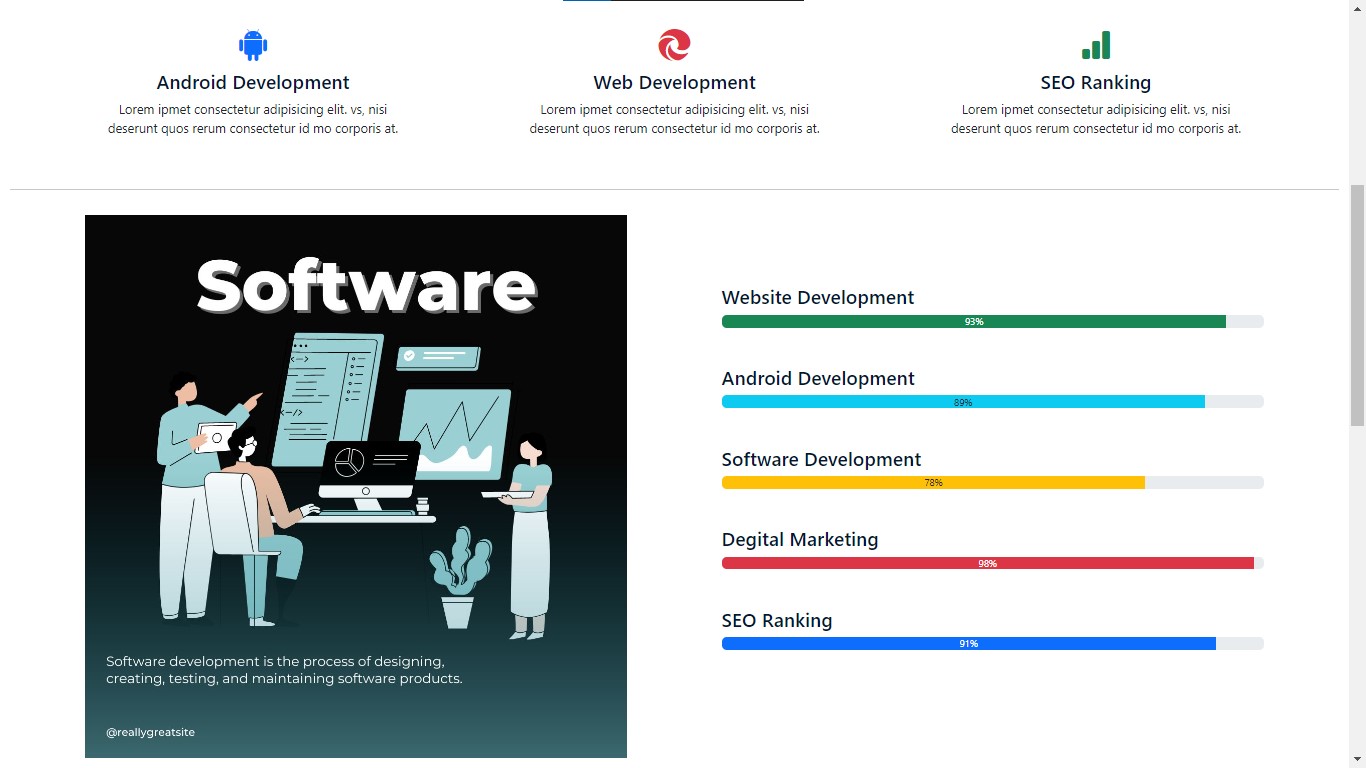 Android Development
Lorem ipmet consectetur adipisicing elit. vs, nisi
deserunt quos rerum consectetur id mo corporis at.
Web Development
Lorem ipmet consectetur adipisicing elit. vs, nisi
deserunt quos rerum consectetur id mo corporis at.
SEO Ranking
Lorem ipmet consectetur adipisicing elit. vs, nisi
deserunt quos rerum consectetur id mo corporis at.
Software
<-->
<-/>
Software development is the process of designing,
creating, testing, and maintaining software products.
@reallygreatsite
Website Development
93%
Android Development
89%
Software Development
78%
Degital Marketing
98%
SEO Ranking
91%